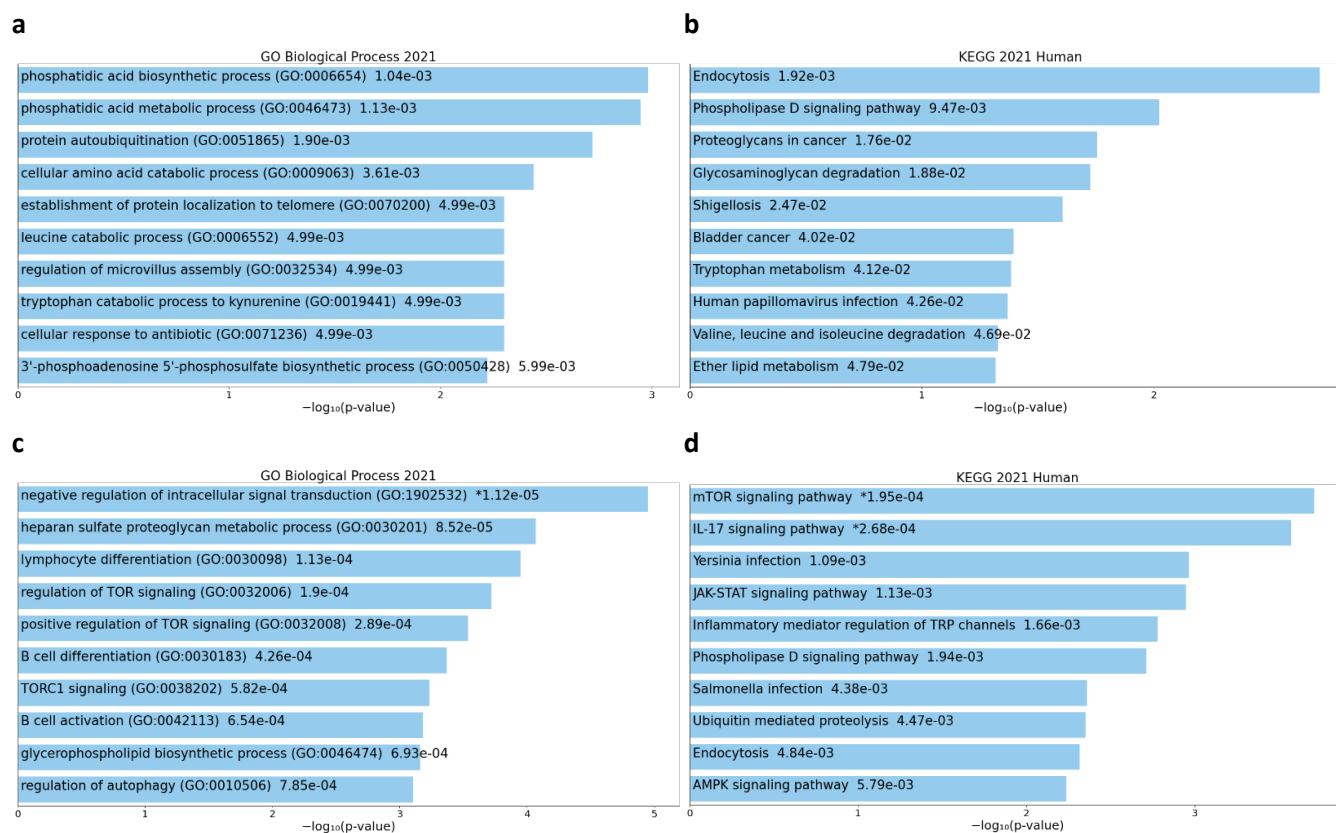 a
GO Biological Process 2021
phosphatidic acid biosynthetic process (GO:0006654) 1.04e-03
phosphatidic acid metabolic process (GO:0046473) 1.13e-03
protein autoubiquitination (GO:0051865) 1.90e-03
cellular amino acid catabolic process (GO:0009063) 3.61e-03
establishment of protein localization to telomere (GO:0070200) 4.99e-03
leucine catabolic process (GO:0006552) 4.99e-03
regulation of microvillus assembly (GO:0032534) 4.99e-03
tryptophan catabolic process to kynurenine (GO:0019441) 4.99e-03
cellular response to antibiotic (GO:0071236) 4.99e-03
3'-phosphoadenosine 5'-phosphosulfate biosynthetic process (GO:0050428) 5.99e-03
0 1 2 3
−log₁₀(p-value)
b
KEGG 2021 Human
Endocytosis 1.92e-03
Phospholipase D signaling pathway 9.47e-03
Proteoglycans in cancer 1.76e-02
Glycosaminoglycan degradation 1.88e-02
Shigellosis 2.47e-02
Bladder cancer 4.02e-02
Tryptophan metabolism 4.12e-02
Human papillomavirus infection 4.26e-02
Valine, leucine and isoleucine degradation 4.69e-02
Ether lipid metabolism 4.79e-02
0 1 2
−log₁₀(p-value)
c
GO Biological Process 2021
negative regulation of intracellular signal transduction (GO:1902532) *1.12e-05
heparan sulfate proteoglycan metabolic process (GO:0030201) 8.52e-05
lymphocyte differentiation (GO:0030098) 1.13e-04
regulation of TOR signaling (GO:0032006) 1.9e-04
positive regulation of TOR signaling (GO:0032008) 2.89e-04
B cell differentiation (GO:0030183) 4.26e-04
TORC1 signaling (GO:0038202) 5.82e-04
B cell activation (GO:0042113) 6.54e-04
glycerophospholipid biosynthetic process (GO:0046474) 6.93e-04
regulation of autophagy (GO:0010506) 7.85e-04
0 1 2 3 4 5
−log₁₀(p-value)
d
KEGG 2021 Human
mTOR signaling pathway *1.95e-04
IL-17 signaling pathway *2.68e-04
Yersinia infection 1.09e-03
JAK-STAT signaling pathway 1.13e-03
Inflammatory mediator regulation of TRP channels 1.66e-03
Phospholipase D signaling pathway 1.94e-03
Salmonella infection 4.38e-03
Ubiquitin mediated proteolysis 4.47e-03
Endocytosis 4.84e-03
AMPK signaling pathway 5.79e-03
0 1 2 3
−log₁₀(p-value)